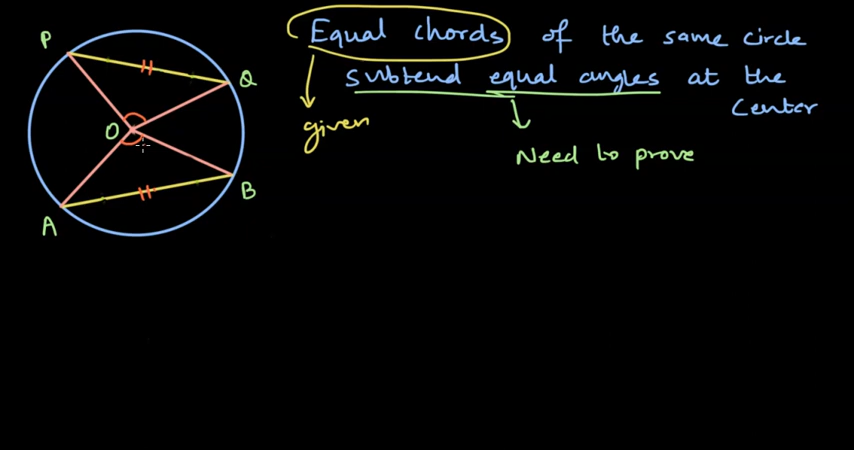 P
Equal chords of the same circle
Q
subtend equal angles at the
center
O
given
Need to prove
B
A